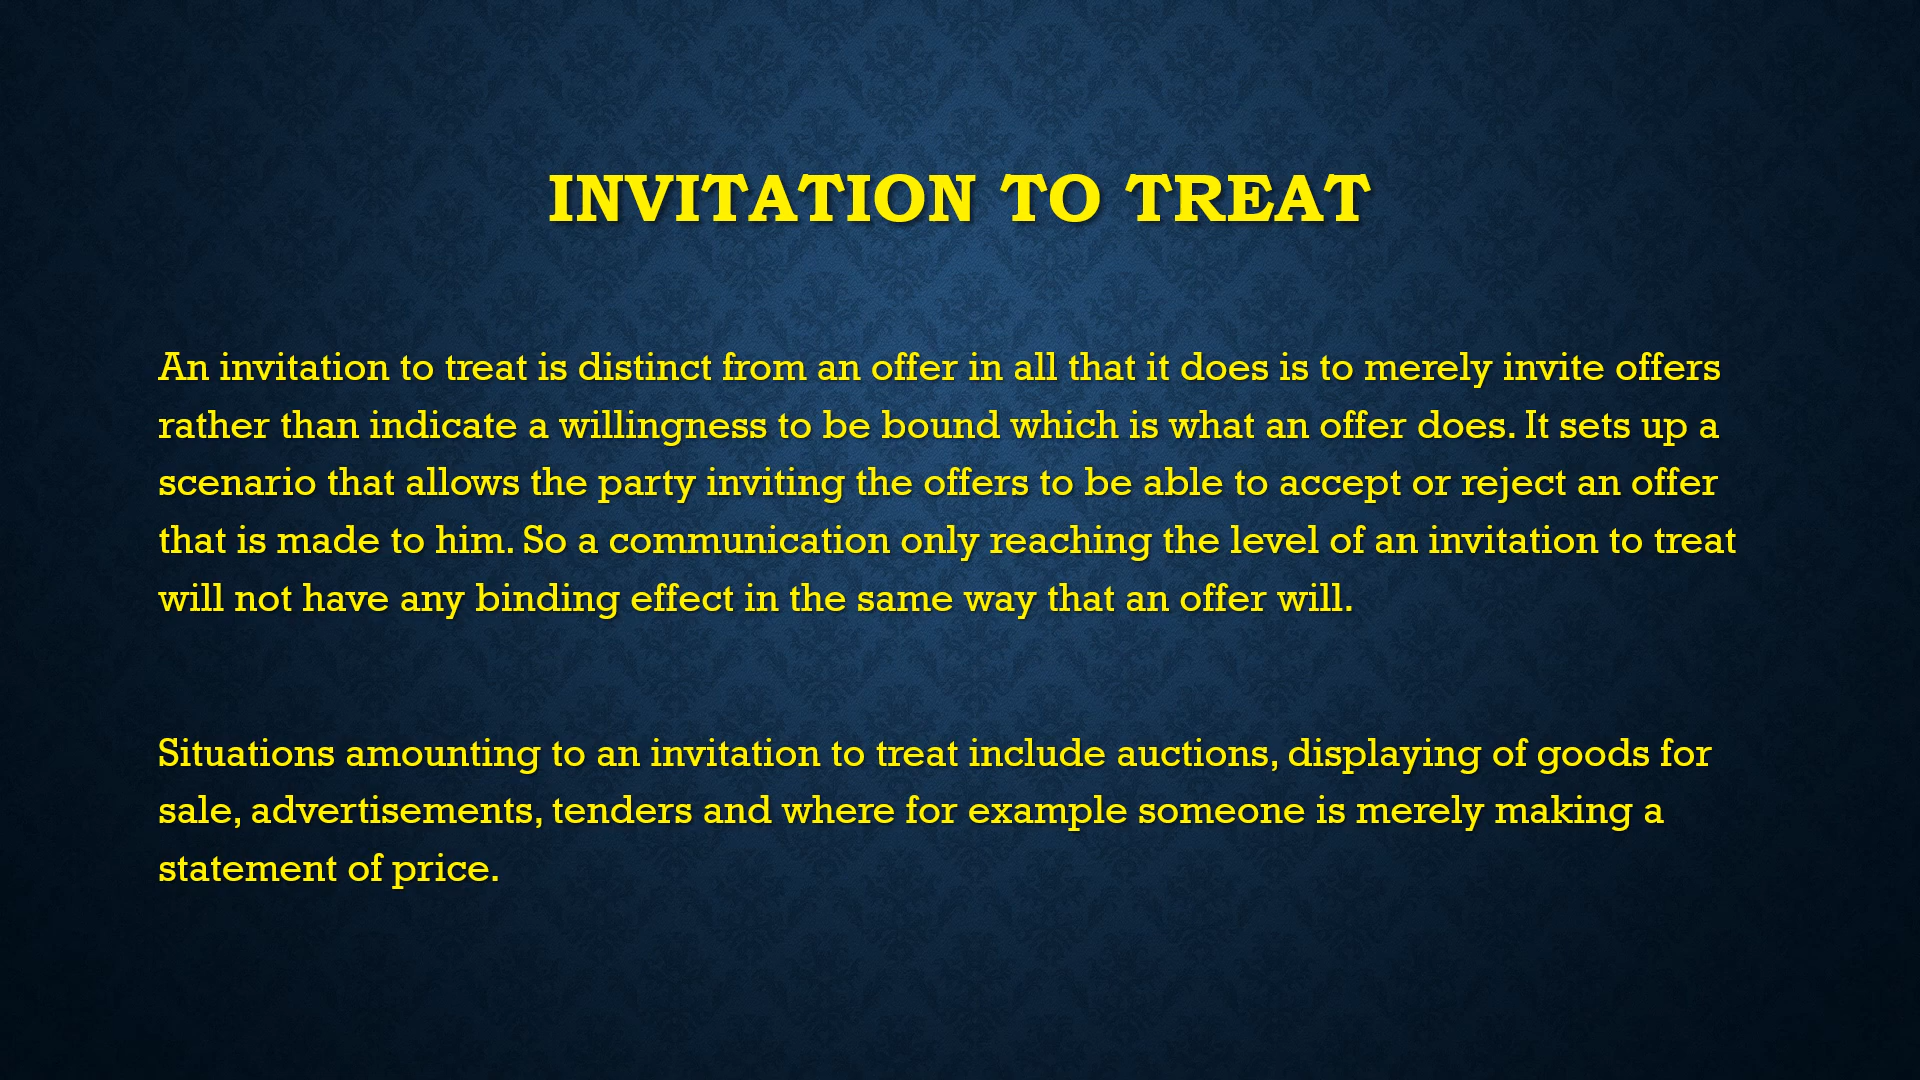 INVITATION TO TREAT
An invitation to treat is distinct from an offer in all that it does is to merely invite offers
rather than indicate a willingness to be bound which is what an offer does. It sets up a
scenario that allows the party inviting the offers to be able to accept or reject an offer
that is made to him. So a communication only reaching the level of an invitation to treat
will not have any binding effect in the same way that an offer will.
Situations amounting to an invitation to treat include auctions, displaying of goods for
sale, advertisements, tenders and where for example someone is merely making a
statement of price.